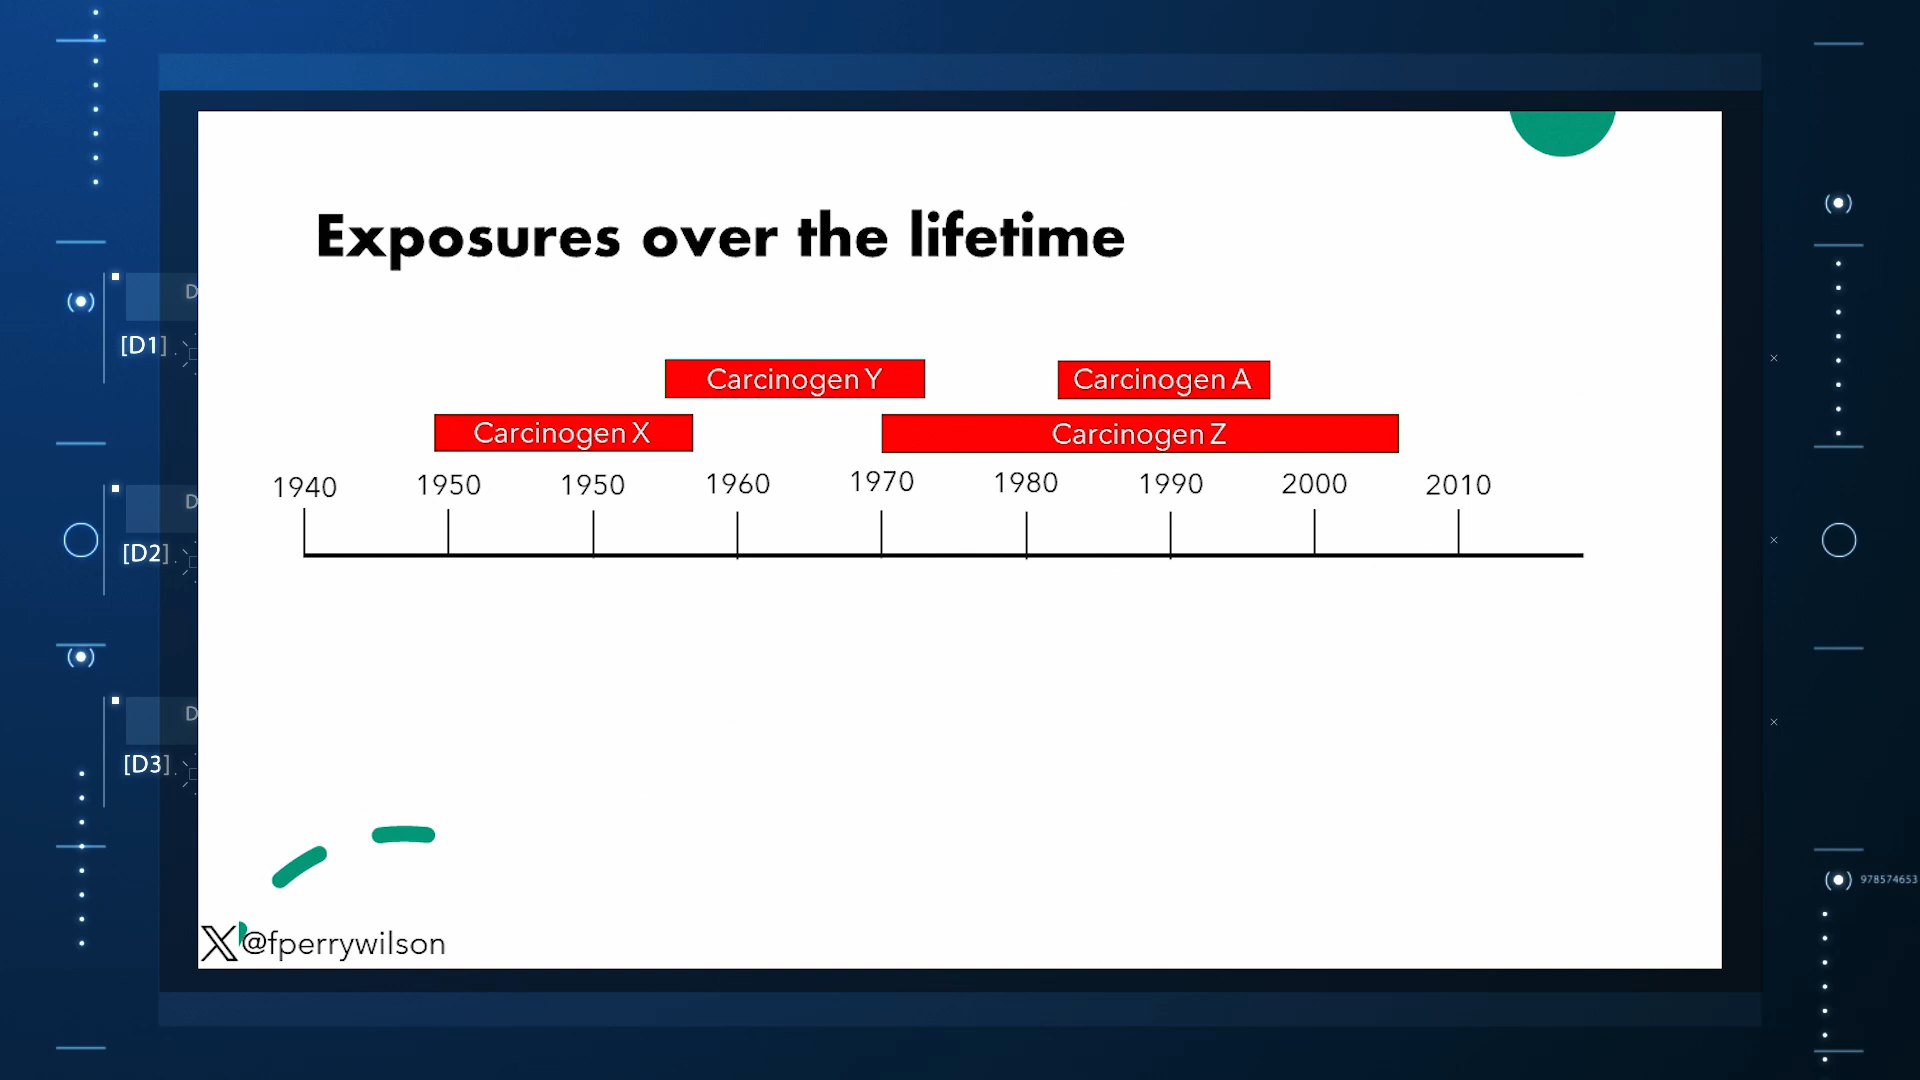 Exposures over the lifetime
Carcinogen Y Carcinogen A
Carcinogen X Carcinogen Z
1940 1950 1950 1960 1970 1980 1990 2000 2010
D
[D1]
D
[D2]
D
[D3]
978574653
X@fperrywilson